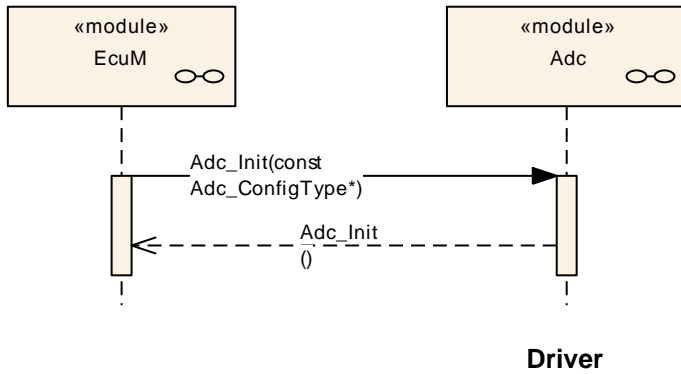 «module»
EcuM
«module»
Adc
Adc_Init(const
Adc_ConfigType*)
Adc_Init
()
Driver